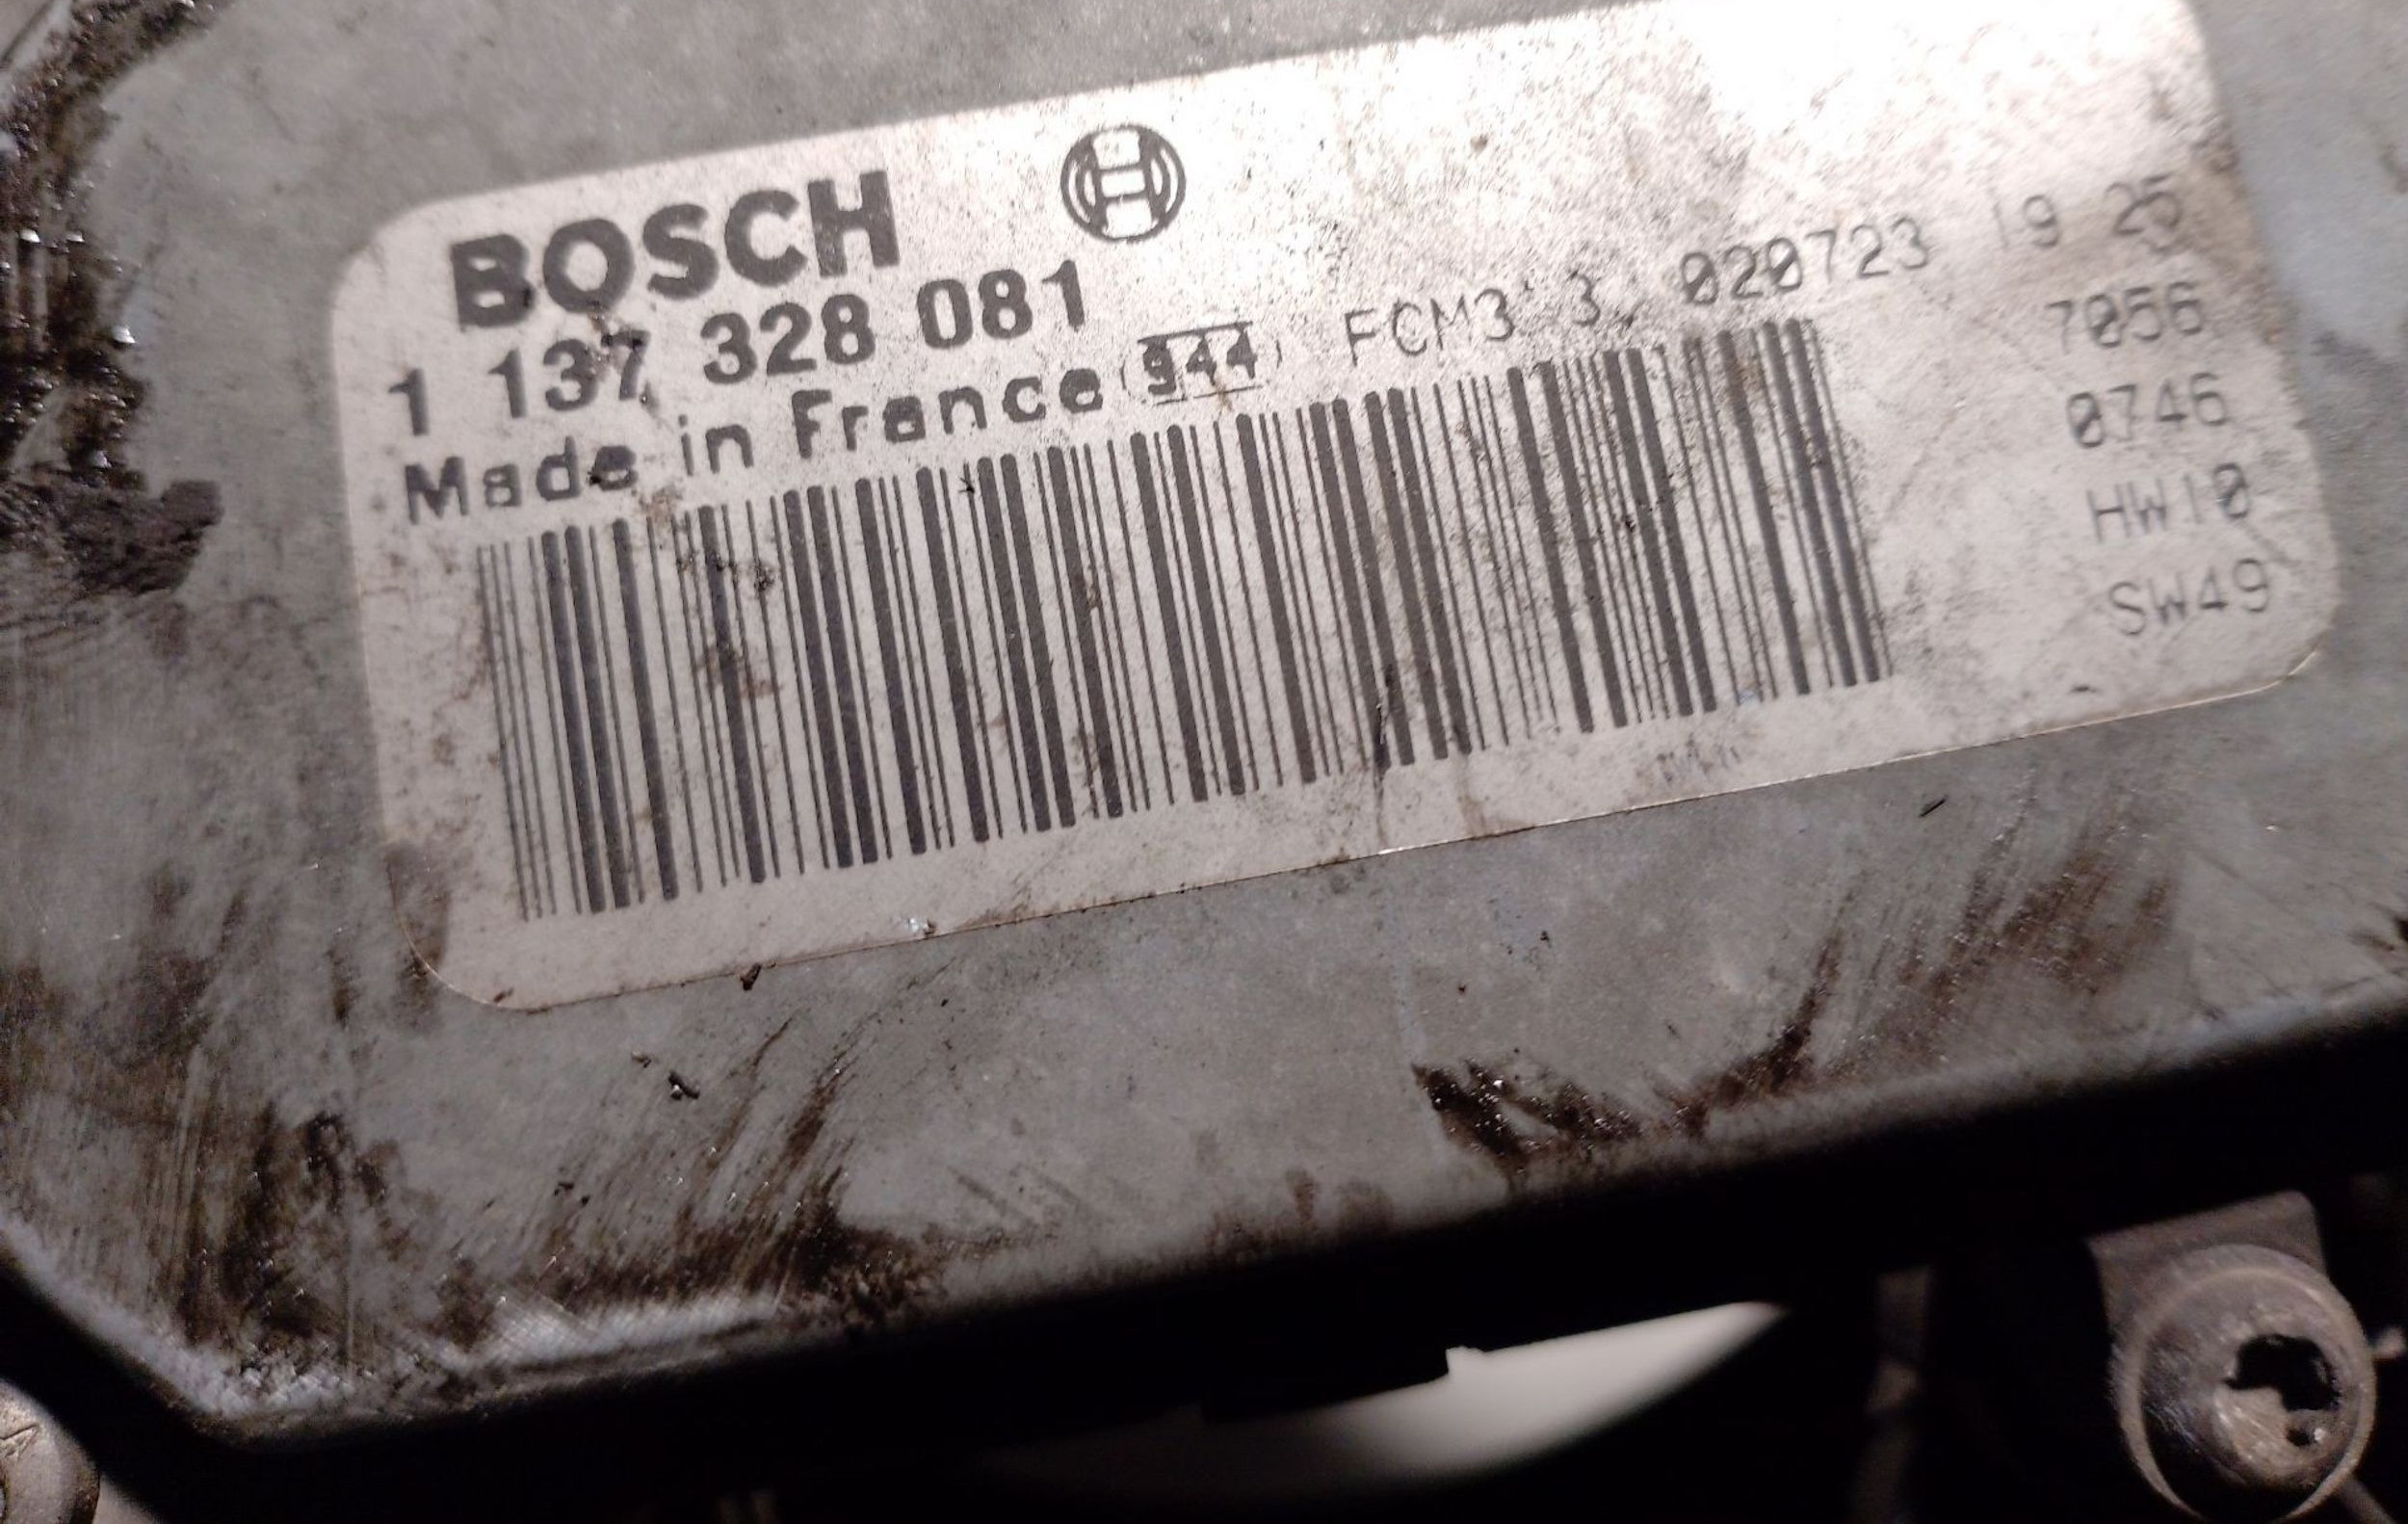 BOSCH
1 137 328 081
Made in France (944) FCM3.3 020723 19 25
7056
0746
HW10
SW49